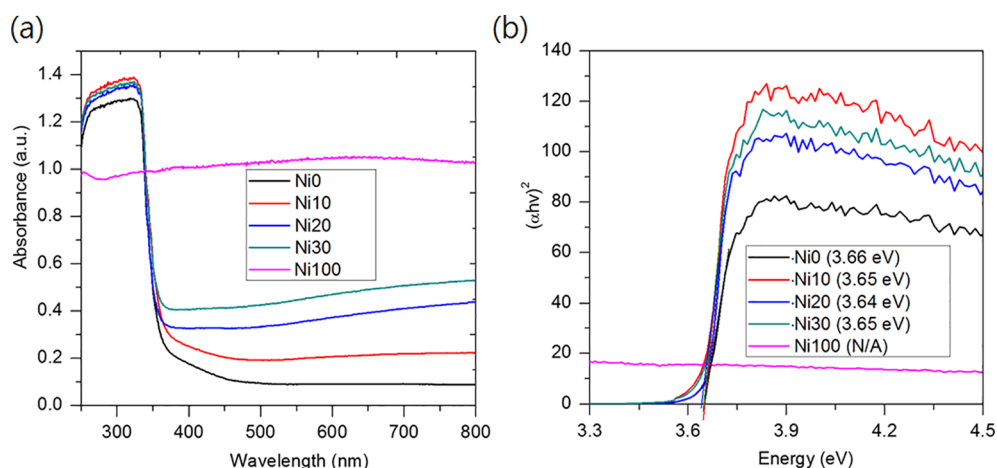 (a)
1.4
1.2
1.0
0.8
0.6
0.4
0.2
0.0
Absorbance (a.u.)
Ni0
Ni10
Ni20
Ni30
Ni100
300 400 500 600 700 800
Wavelength (nm)
(b)
140
120
100
80
60
40
20
0
(αhv)²
Ni0 (3.66 eV)
Ni10 (3.65 eV)
Ni20 (3.64 eV)
Ni30 (3.65 eV)
Ni100 (N/A)
3.3 3.6 3.9 4.2 4.5
Energy (eV)